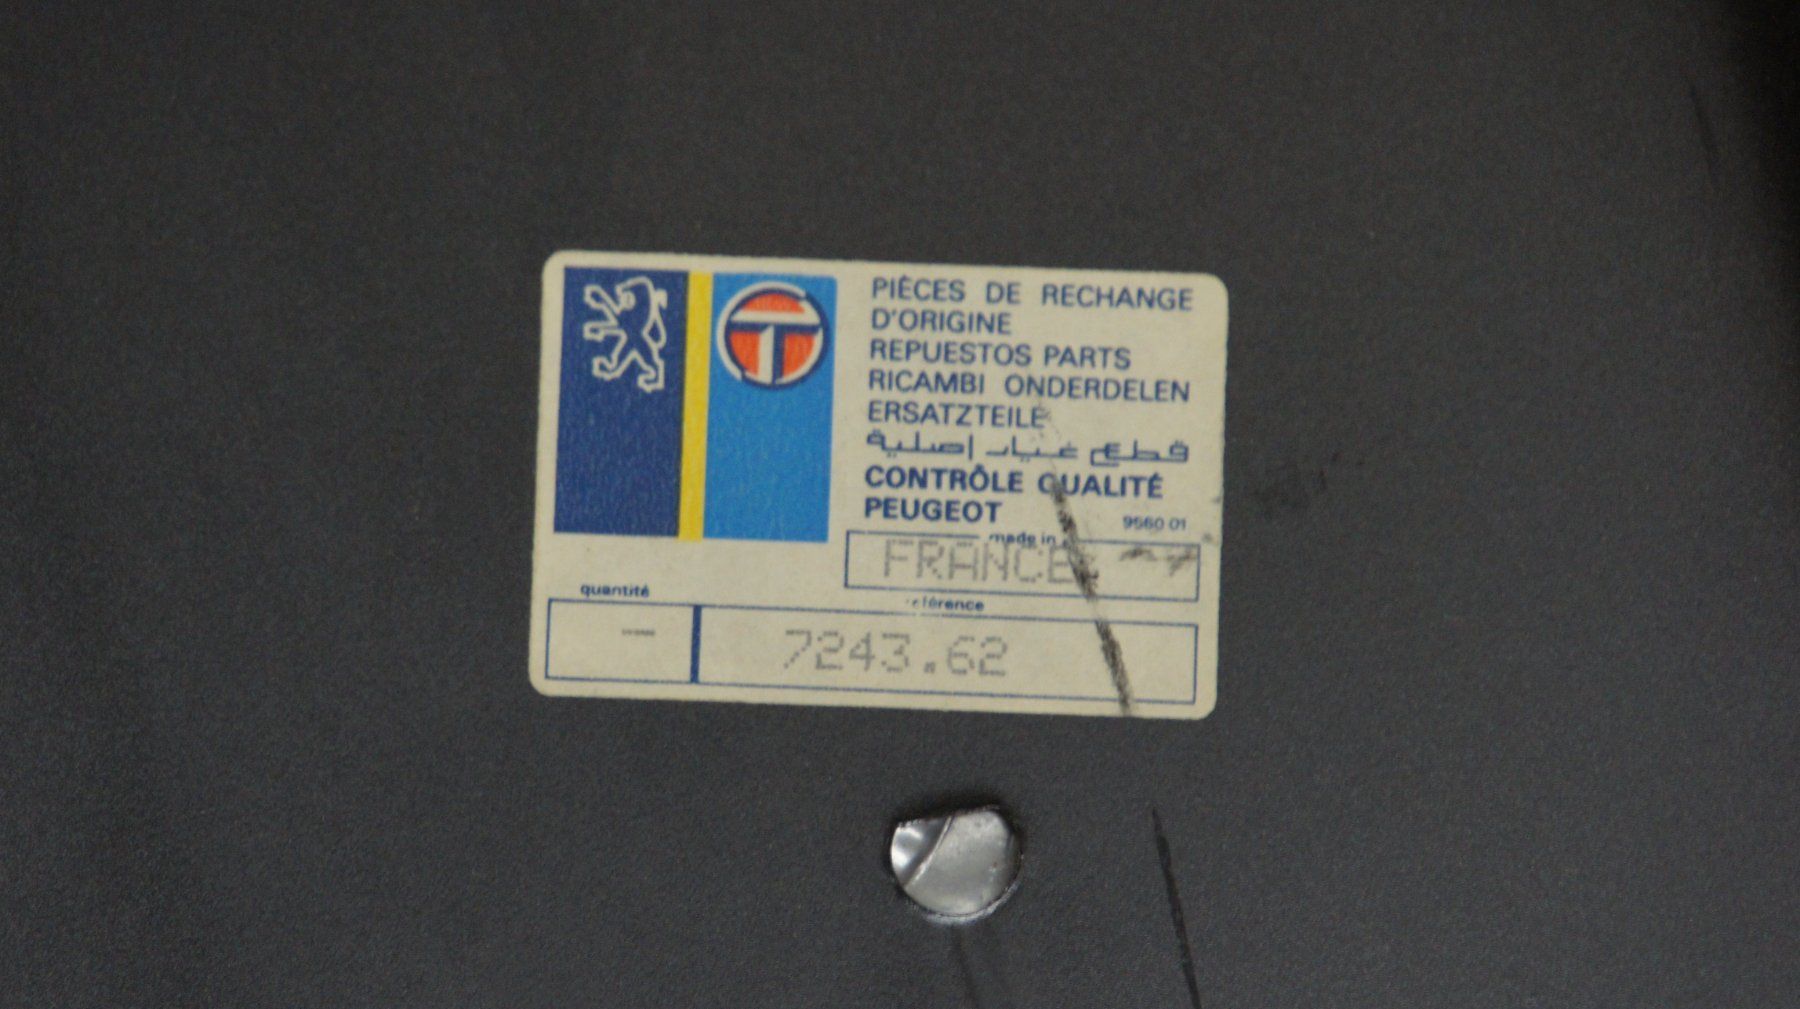 PIÈCES DE RECHANGE
D'ORIGINE
REPUESTOS PARTS
RICAMBI ONDERDELEN
ERSATZTEILE
قطع غيار اصلية
CONTRÔLE QUALITÉ
PEUGEOT
9560 01
made in
FRANCE
quantité
référence
7243.62